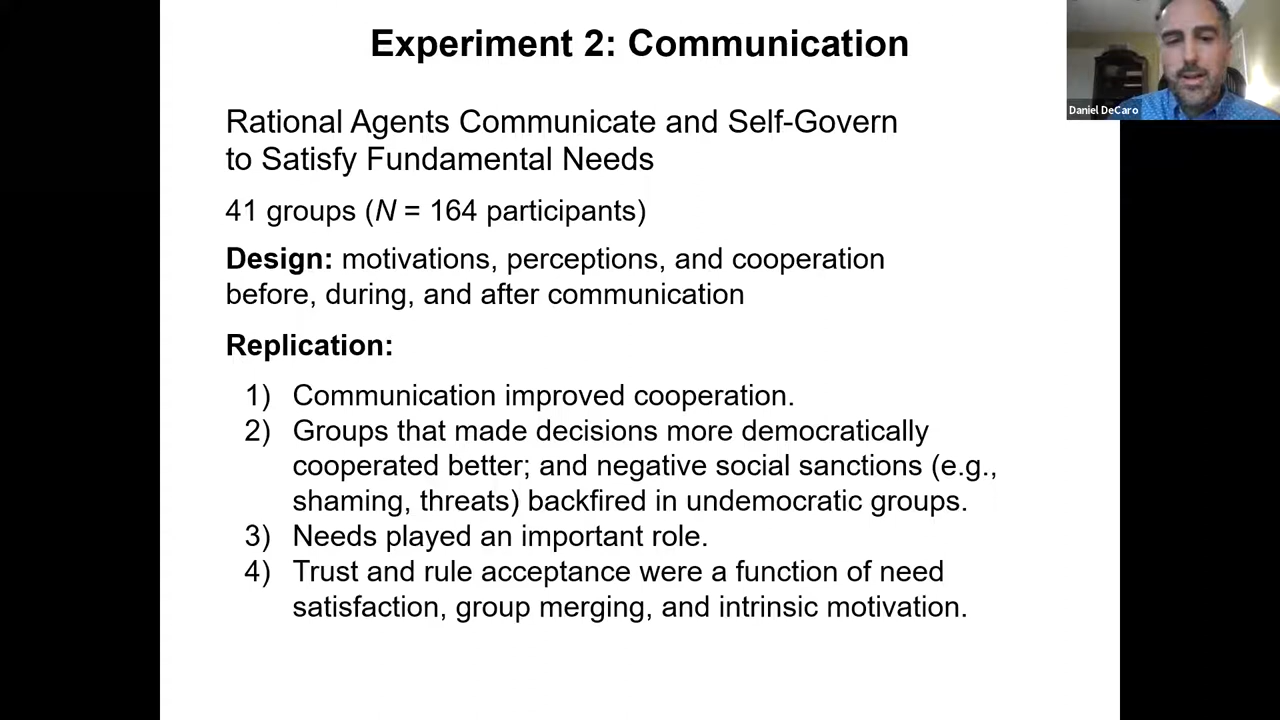 Experiment 2: Communication
Daniel DeCaro
Rational Agents Communicate and Self-Govern
to Satisfy Fundamental Needs
41 groups (N = 164 participants)
Design: motivations, perceptions, and cooperation
before, during, and after communication
Replication:
1) Communication improved cooperation.
2) Groups that made decisions more democratically
cooperated better; and negative social sanctions (e.g.,
shaming, threats) backfired in undemocratic groups.
3) Needs played an important role.
4) Trust and rule acceptance were a function of need
satisfaction, group merging, and intrinsic motivation.